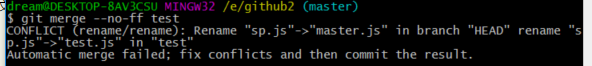 dream@DESKTOP-8AV3CSU MINGW32 /e/github2 (master)
$ git merge --no-ff test
CONFLICT (rename/rename): Rename "sp.js"->"master.js" in branch "HEAD" rename "s
p.js"->"test.js" in "test"
Automatic merge failed; fix conflicts and then commit the result.